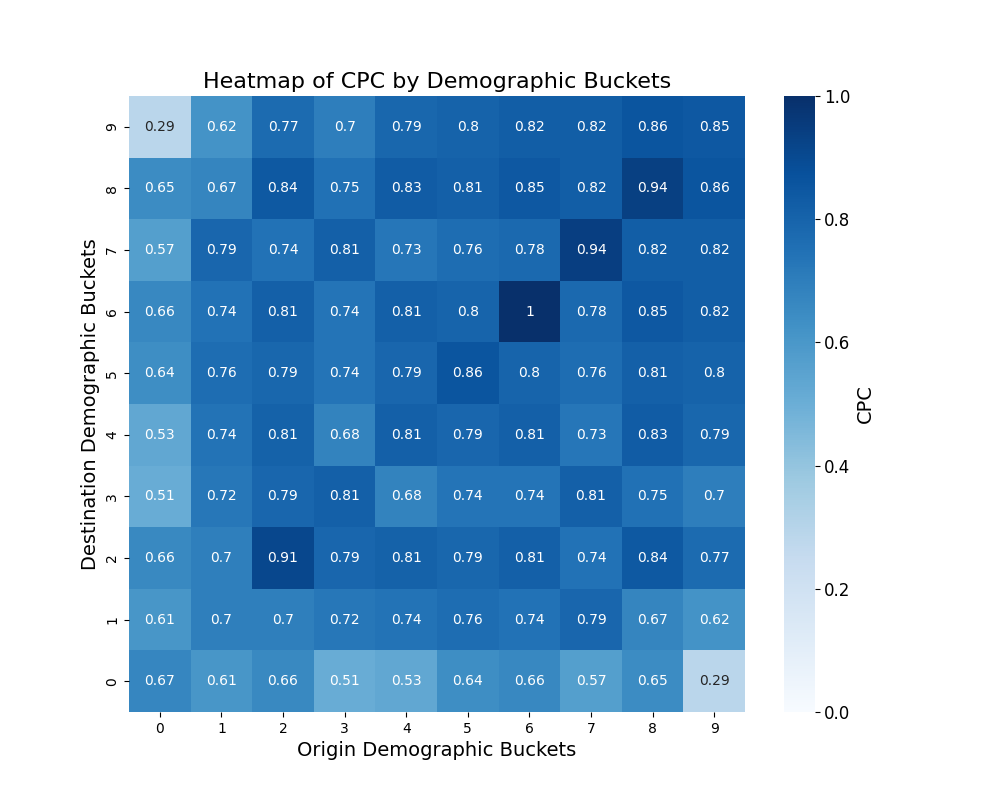 Heatmap of CPC by Demographic Buckets
9 0.29 0.62 0.77 0.7 0.79 0.8 0.82 0.82 0.86 0.85
8 0.65 0.67 0.84 0.75 0.83 0.81 0.85 0.82 0.94 0.86
7 0.57 0.79 0.74 0.81 0.73 0.76 0.78 0.94 0.82 0.82
6 0.66 0.74 0.81 0.74 0.81 0.8 1 0.78 0.85 0.82
5 0.64 0.76 0.79 0.74 0.79 0.86 0.8 0.76 0.81 0.8
4 0.53 0.74 0.81 0.68 0.81 0.79 0.81 0.73 0.83 0.79
3 0.51 0.72 0.79 0.81 0.68 0.74 0.74 0.81 0.75 0.7
2 0.66 0.7 0.91 0.79 0.81 0.79 0.81 0.74 0.84 0.77
1 0.61 0.7 0.7 0.72 0.74 0.76 0.74 0.79 0.67 0.62
0 0.67 0.61 0.66 0.51 0.53 0.64 0.66 0.57 0.65 0.29
0 1 2 3 4 5 6 7 8 9
Origin Demographic Buckets
Destination Demographic Buckets
1.0
0.8
0.6
0.4
0.2
0.0
CPC